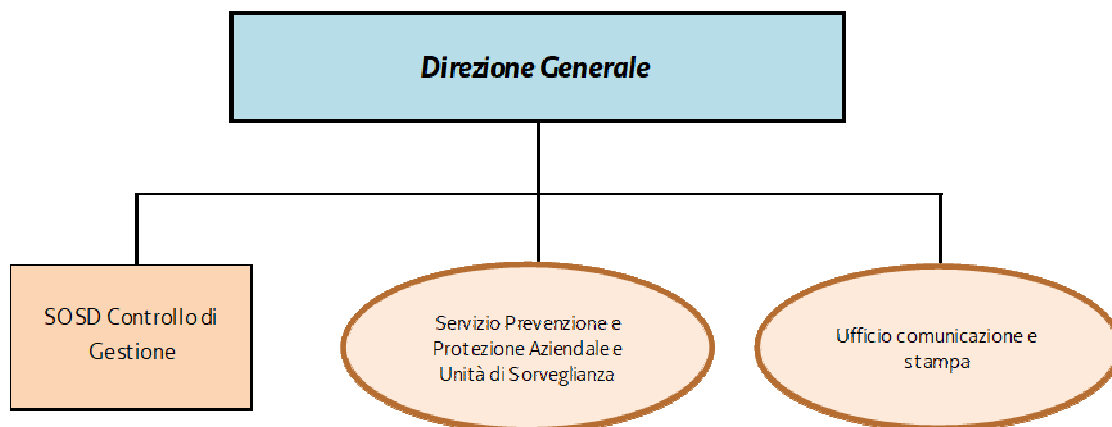 Direzione Generale
SOSD Controllo di
Gestione
Servizio Prevenzione e
Protezione Aziendale e
Unità di Sorveglianza
Ufficio comunicazione e
stampa